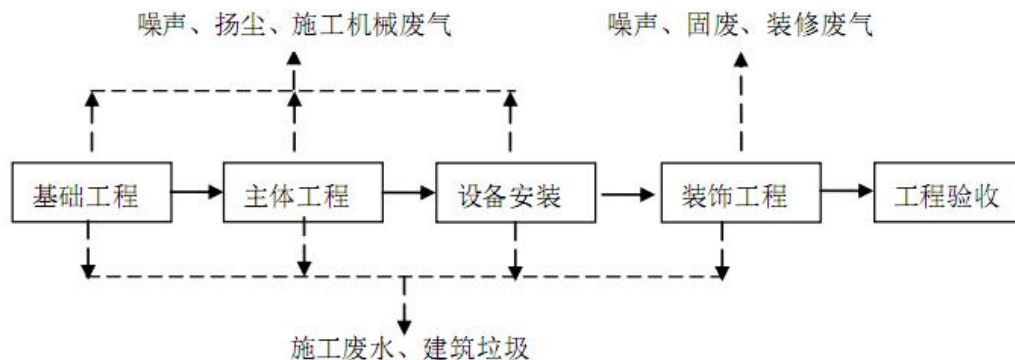 噪声、扬尘、施工机械废气
噪声、固废、装修废气
基础工程
主体工程
设备安装
装饰工程
工程验收
施工废水、建筑垃圾